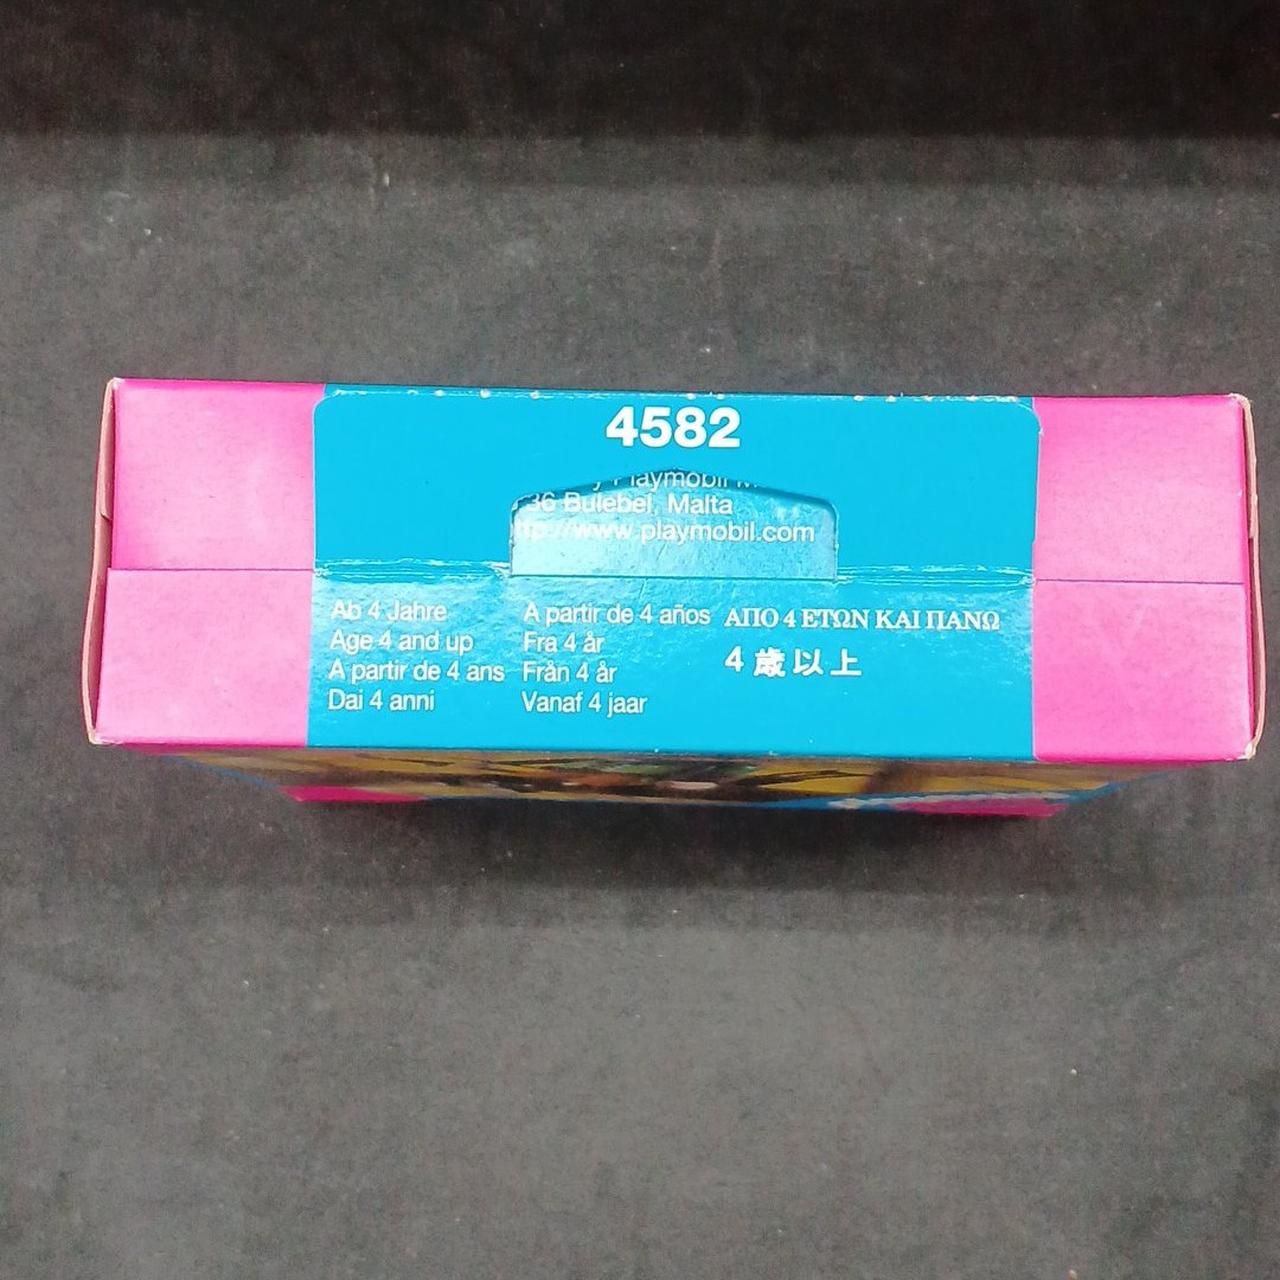 4582
Playmobil
36 Bulebel, Malta
http://www.playmobil.com
Ab 4 Jahre
Age 4 and up
A partir de 4 ans
Dai 4 anni
A partir de 4 años
Fra 4 år
Från 4 år
Vanaf 4 jaar
ΑΠΟ 4 ΕΤΩΝ ΚΑΙ ΠΑΝΩ
4 歳以上